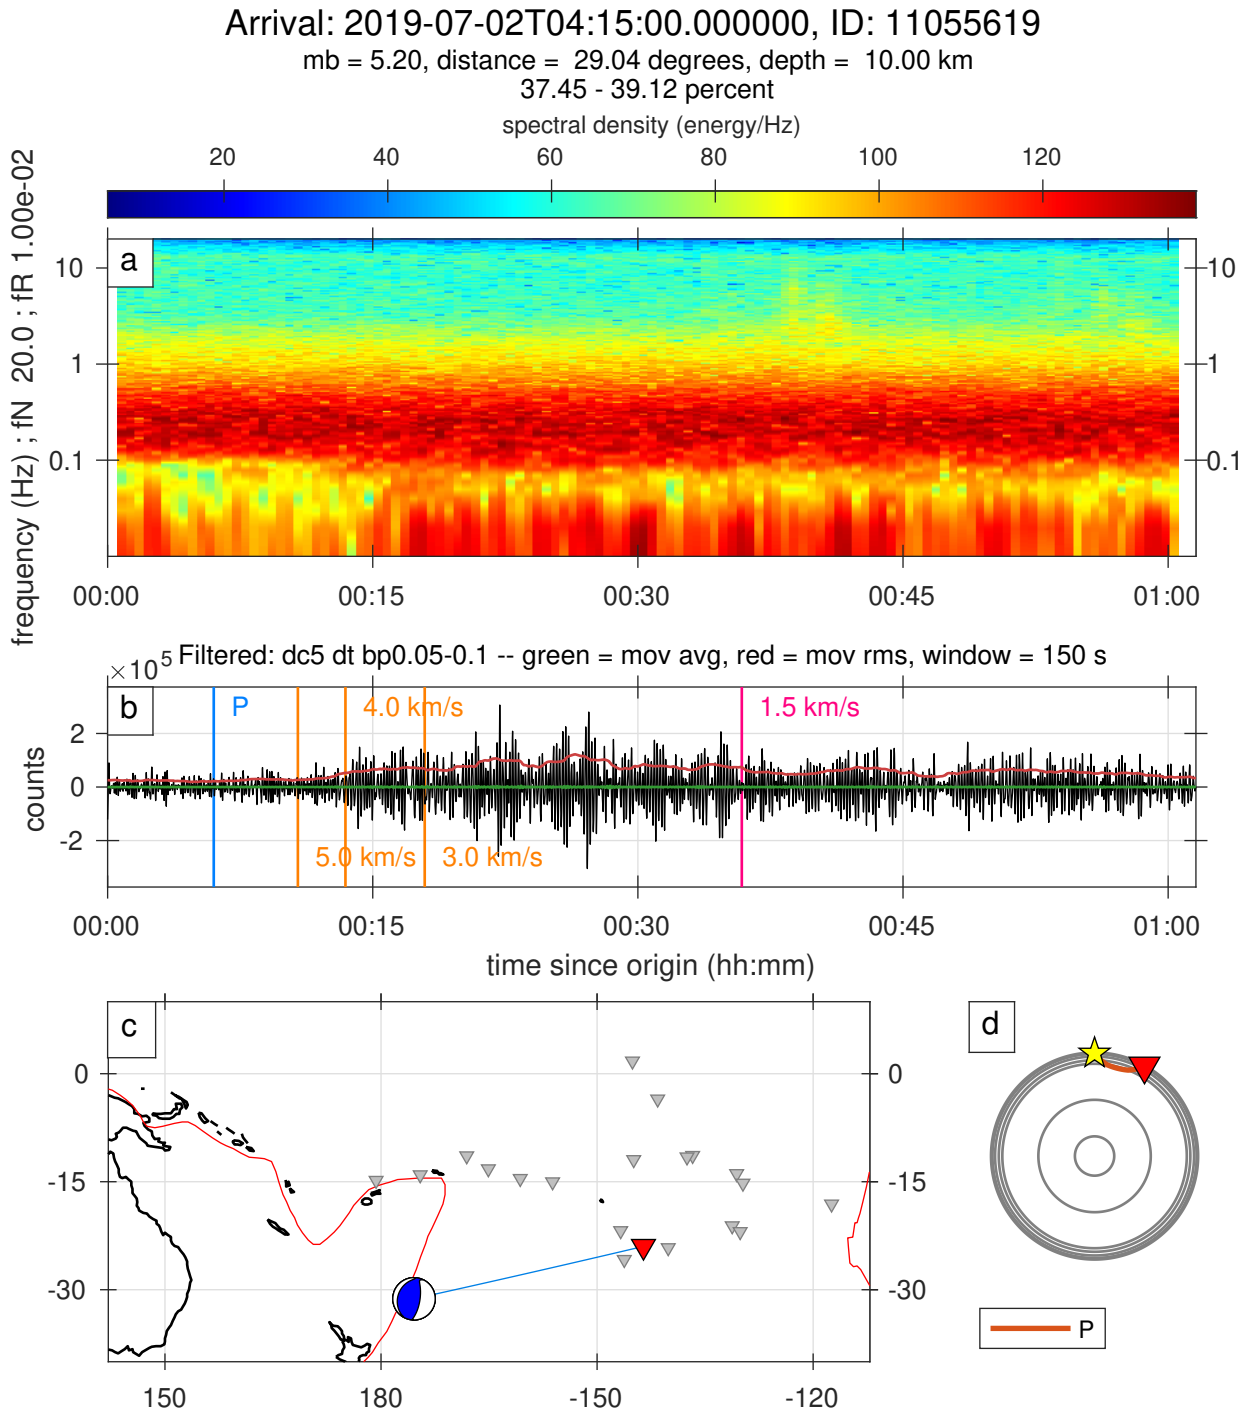 Arrival: 2019-07-02T04:15:00.000000, ID: 11055619
mb = 5.20, distance =  29.04 degrees, depth =  10.00 km
37.45 - 39.12 percent
spectral density (energy/Hz)
20 40 60 80 100 120
frequency (Hz) ; fN  20.0 ; fR 1.00e-02
a
10 10
1 1
0.1 0.1
00:00 00:15 00:30 00:45 01:00
×10^5 Filtered: dc5 dt bp0.05-0.1 -- green = mov avg, red = mov rms, window = 150 s
b
P 4.0 km/s 1.5 km/s
counts
2
0
-2
5.0 km/s 3.0 km/s
00:00 00:15 00:30 00:45 01:00
time since origin (hh:mm)
c
d
0 0
-15 -15
-30 -30
150 180 -150 -120
P